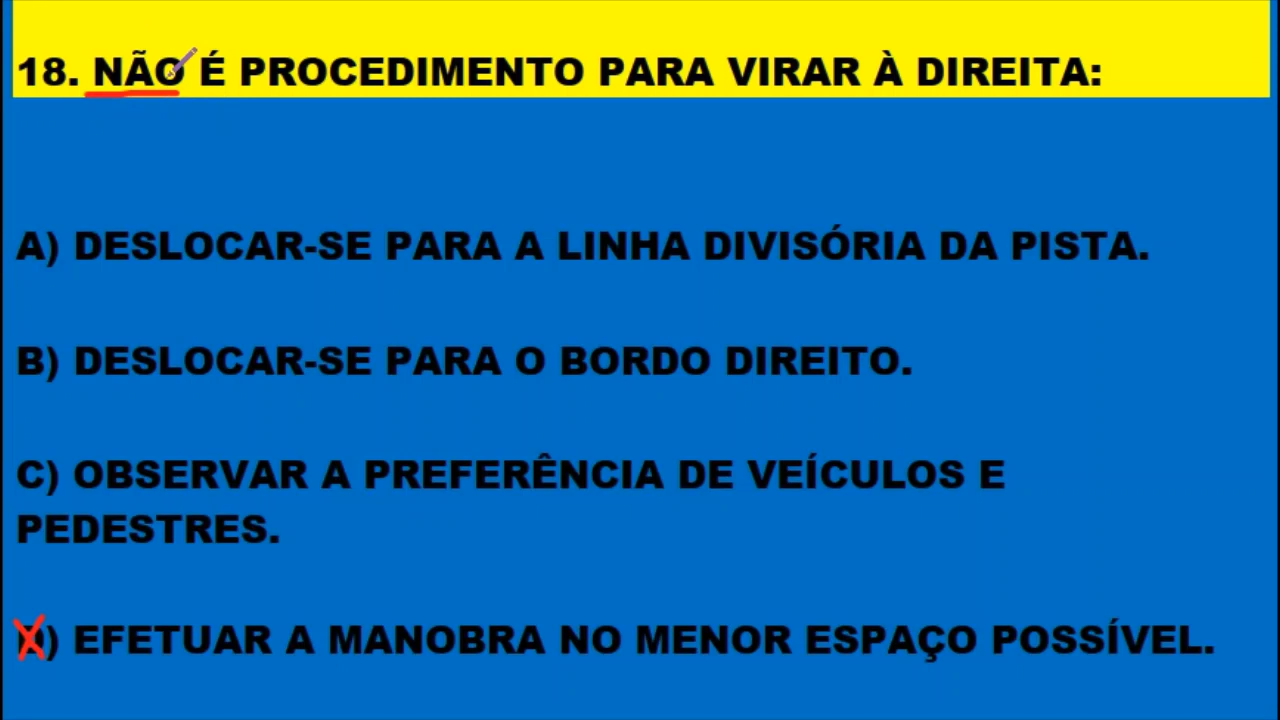 18. NÃO É PROCEDIMENTO PARA VIRAR À DIREITA:
A) DESLOCAR-SE PARA A LINHA DIVISÓRIA DA PISTA.
B) DESLOCAR-SE PARA O BORDO DIREITO.
C) OBSERVAR A PREFERÊNCIA DE VEÍCULOS E
PEDESTRES.
D) EFETUAR A MANOBRA NO MENOR ESPAÇO POSSÍVEL.